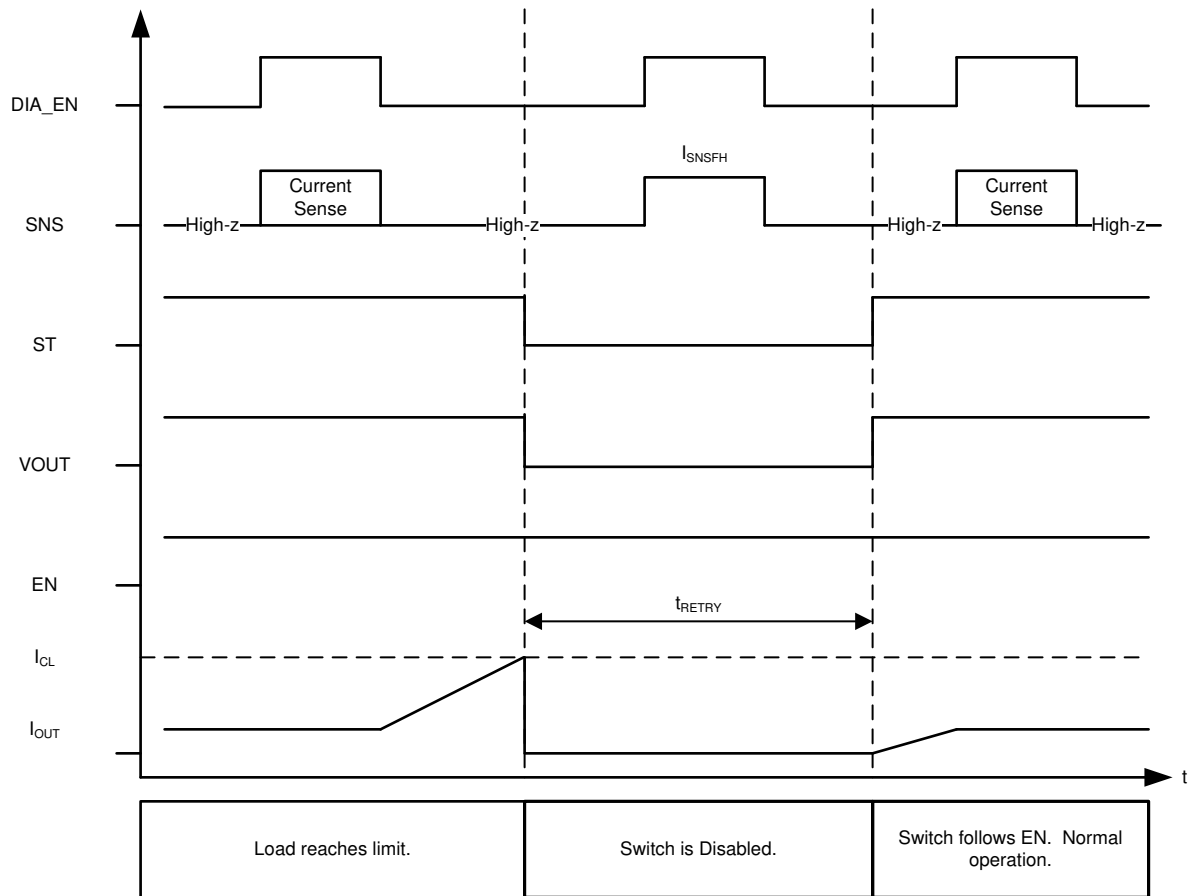 DIA_EN
I_SNSFH
SNS
High-z
Current
Sense
High-z
High-z
Current
Sense
High-z
ST
VOUT
EN
t_RETRY
I_CL
I_OUT
t
Load reaches limit.
Switch is Disabled.
Switch follows EN. Normal
operation.